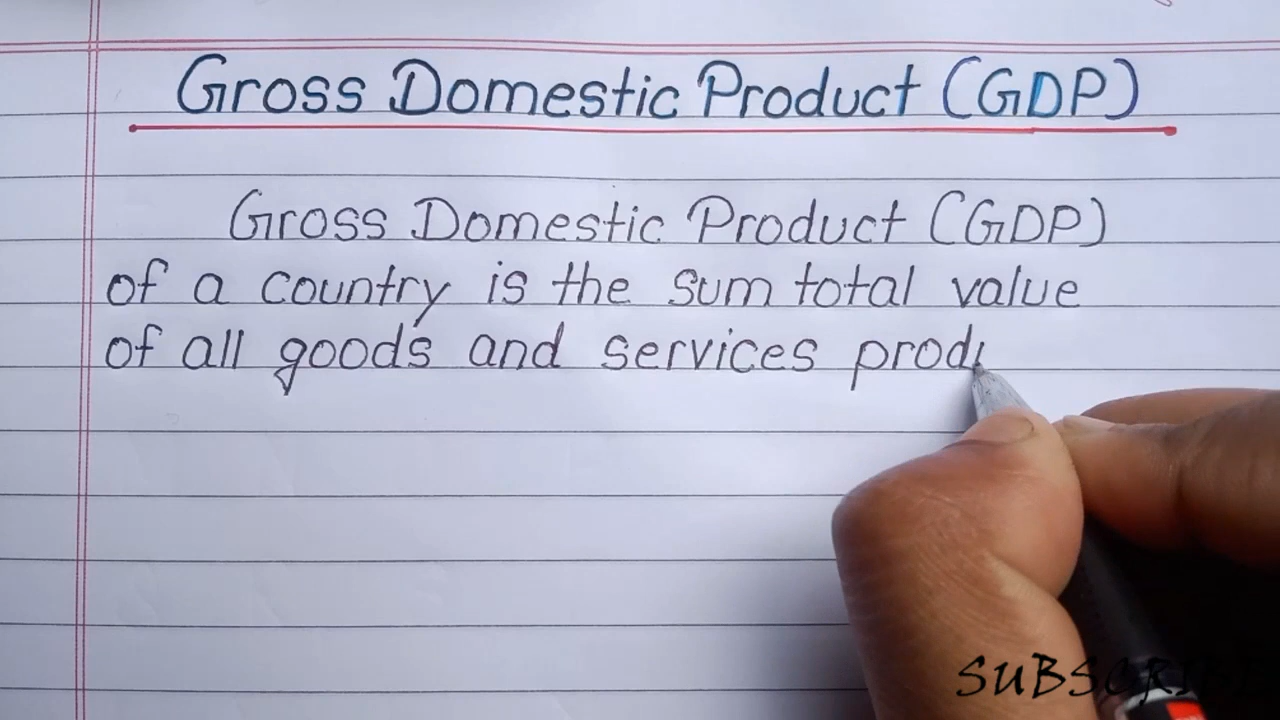 Gross Domestic Product (GDP)
Gross Domestic Product (GDP)
of a country is the sum total value
of all goods and services prod
SUBSCRIBE